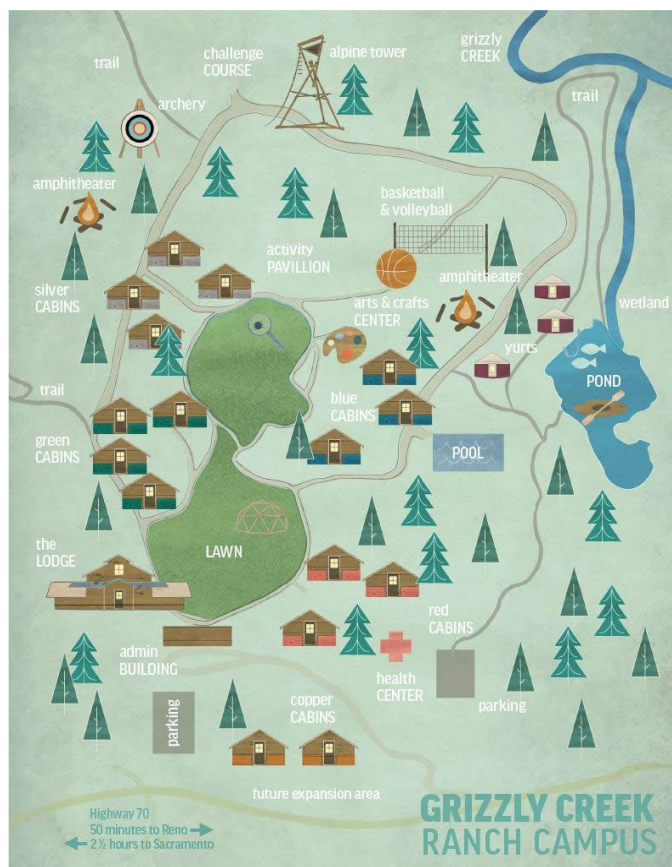 challenge
COURSE
alpine tower
grizzly
CREEK
trail
archery
trail
amphitheater
basketball
& volleyball
activity
PAVILLION
amphitheater
silver
CABINS
arts & crafts
CENTER
wetland
yurts
trail
blue
CABINS
POND
green
CABINS
POOL
the
LODGE
LAWN
red
CABINS
admin
BUILDING
health
CENTER
parking
parking
copper
CABINS
future expansion area
Highway 70
50 minutes to Reno
2 ½ hours to Sacramento
GRIZZLY CREEK
RANCH CAMPUS